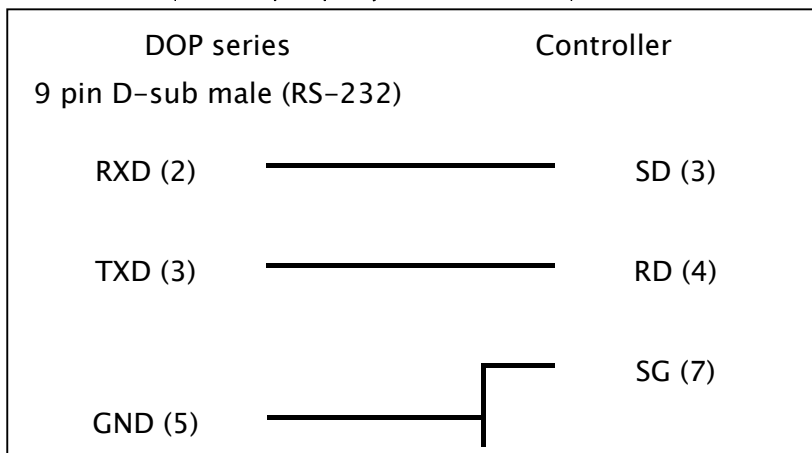 DOP series Controller
9 pin D-sub male (RS-232)
RXD (2) SD (3)
TXD (3) RD (4)
SG (7)
GND (5)